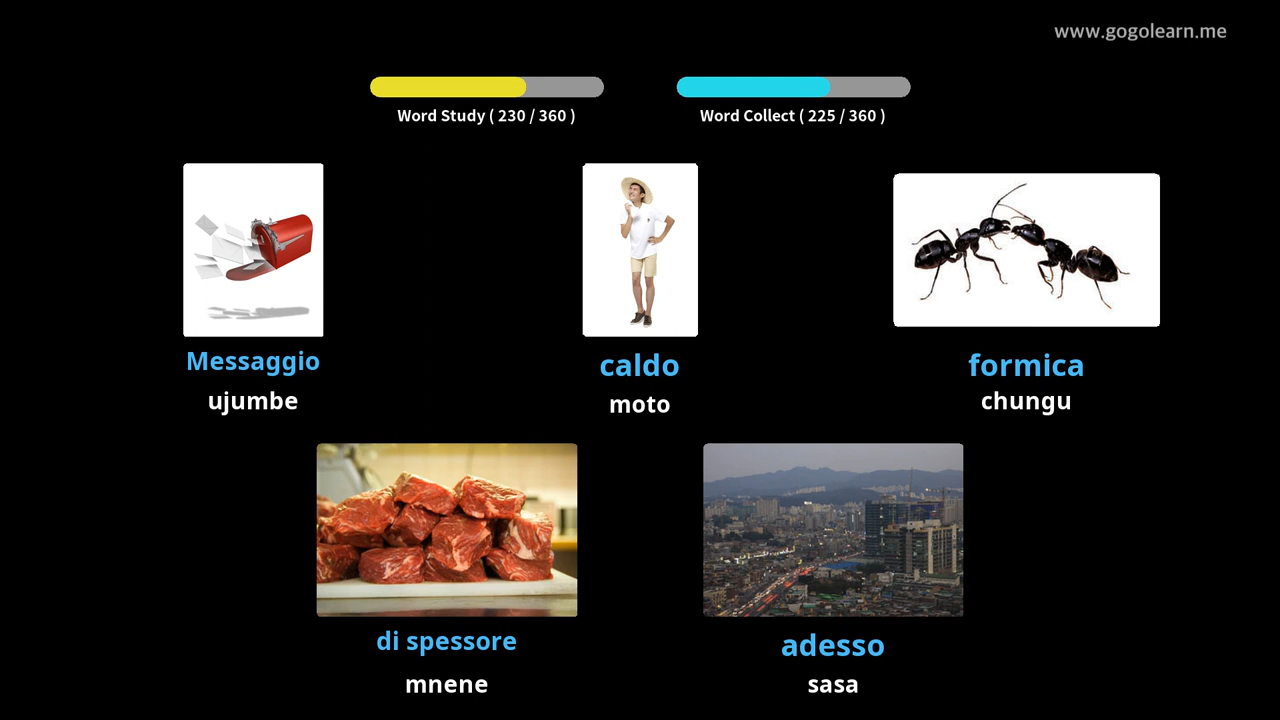 www.gogolearn.me
Word Study ( 230 / 360 )
Word Collect ( 225 / 360 )
Messaggio
ujumbe
caldo
moto
formica
chungu
di spessore
mnene
adesso
sasa